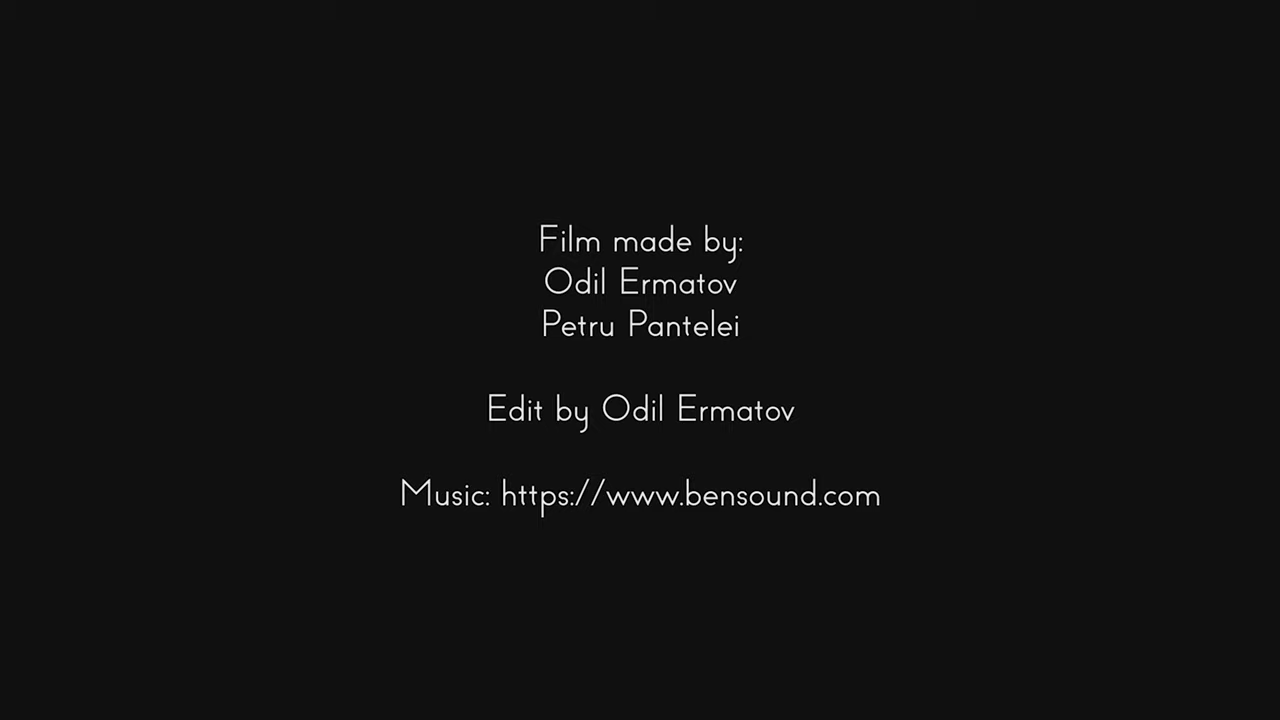 Film made by:
Odil Ermatov
Petru Pantelei
Edit by Odil Ermatov
Music: https://www.bensound.com